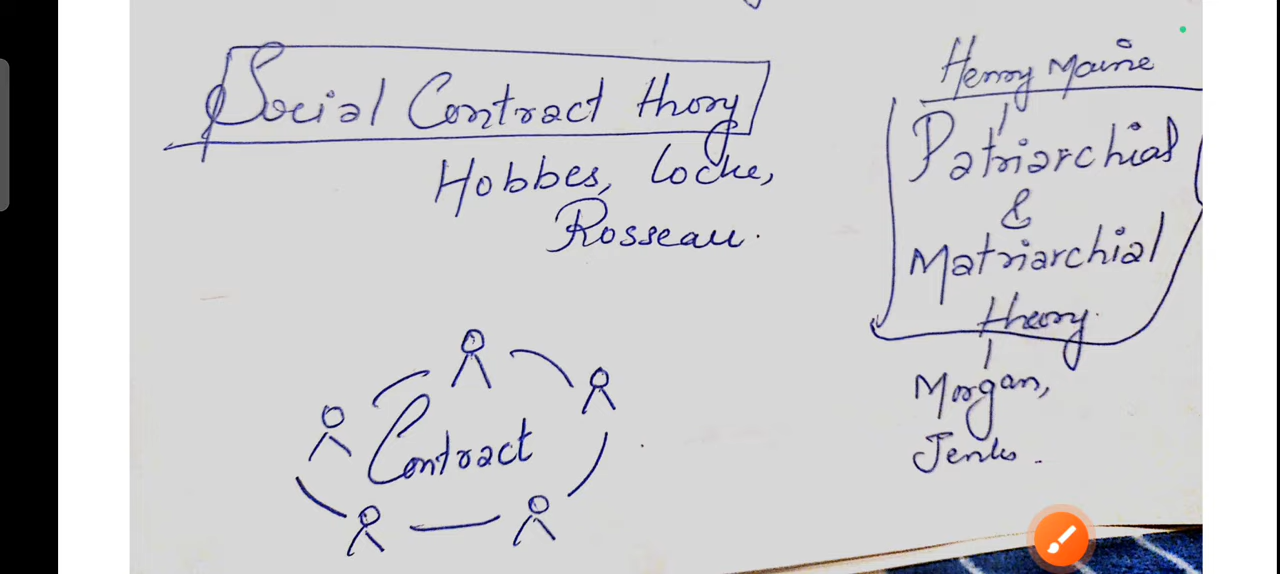 Social Contract thory
Hobbes, Locke,
Rosseau.
Contract
Henry Maine
Patriarchial
&
Matriarchial
theory.
Morgan,
Jenks.